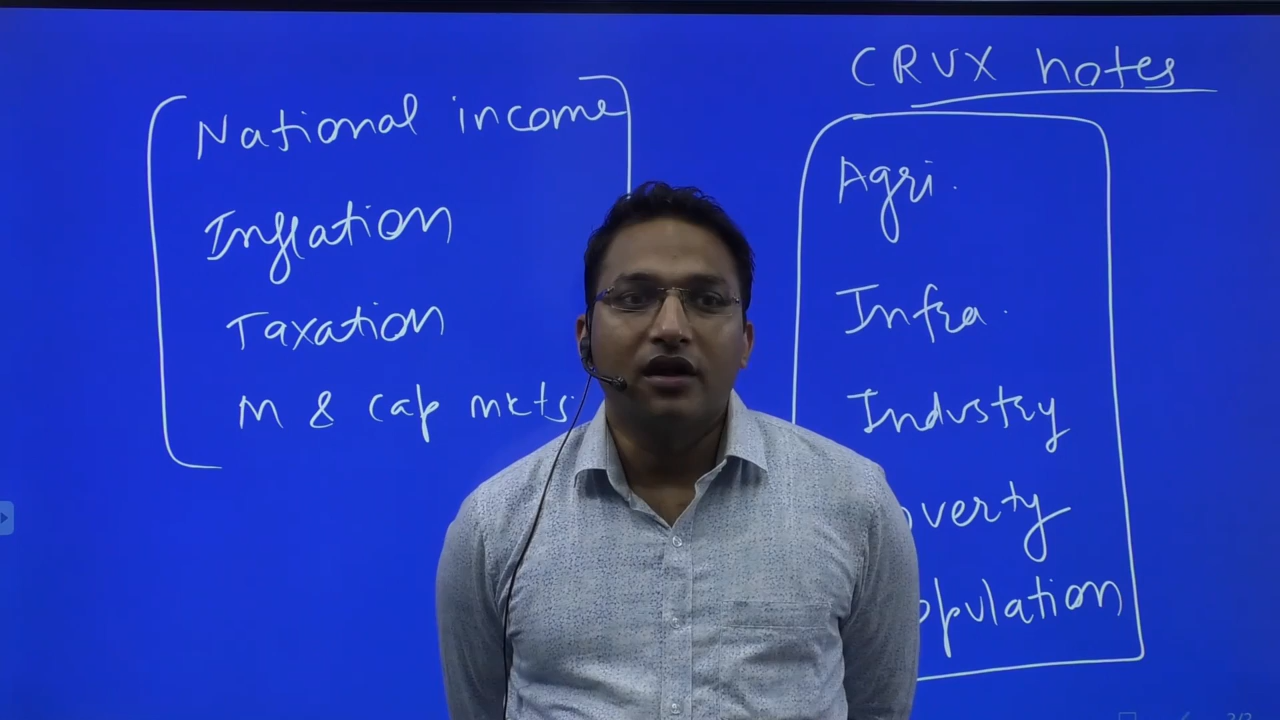 National income
Inflation
Taxation
M & Cap mkts.
CRUX notes
Agri.
Infra.
Industry
overty
opulation